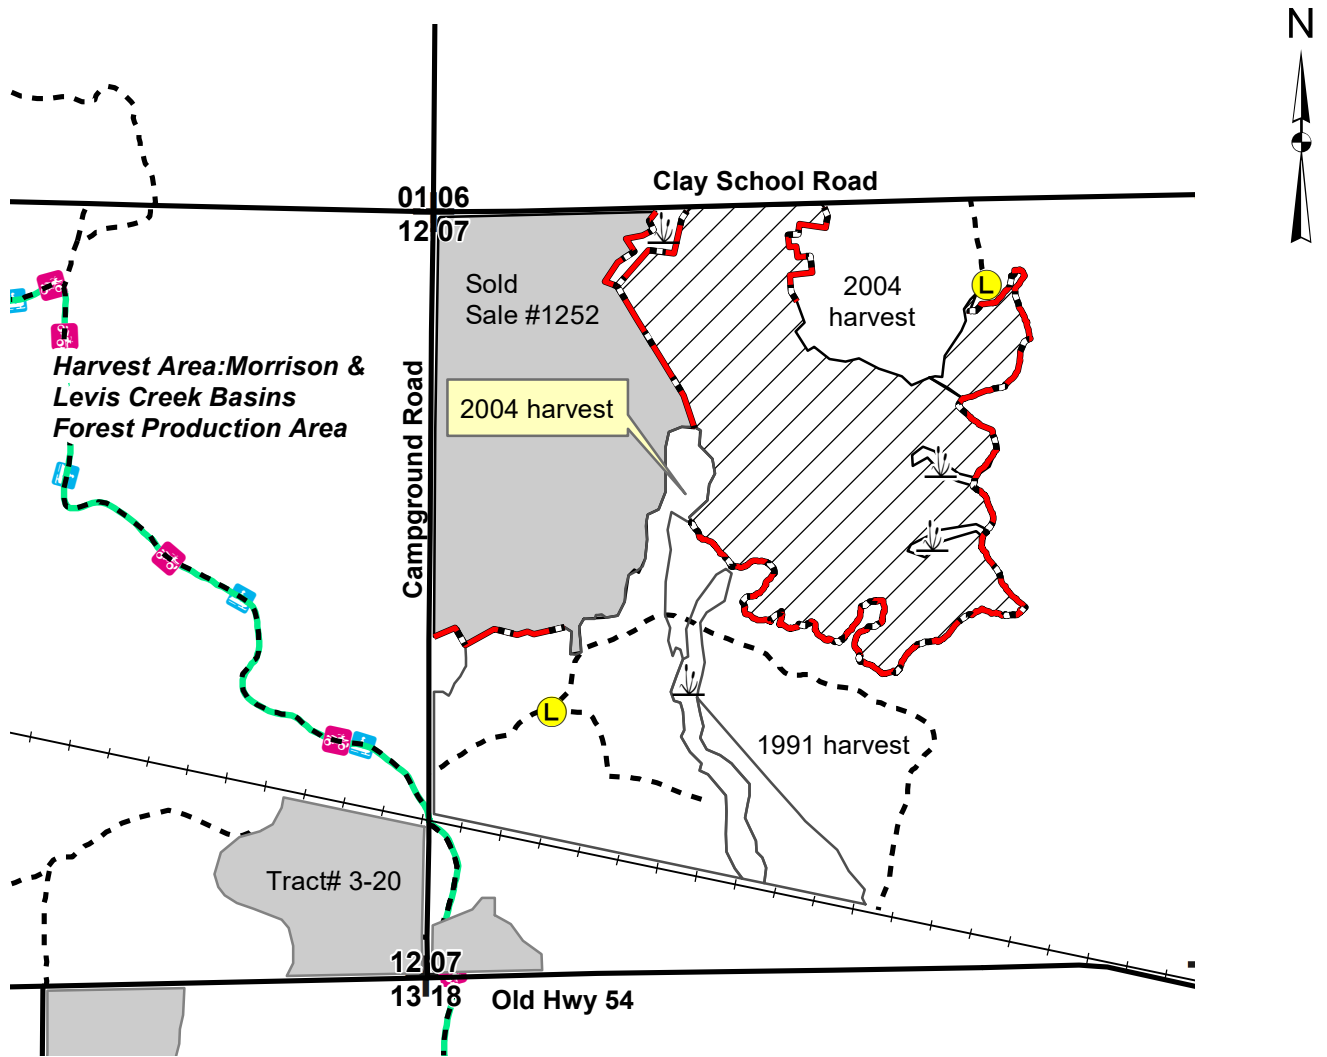 N
Clay School Road
01 06
12 07
Sold
Sale #1252
2004
harvest
L
Harvest Area:Morrison &
Levis Creek Basins
Forest Production Area
2004 harvest
Campground Road
L
1991 harvest
Tract# 3-20
12 07
13 18
Old Hwy 54